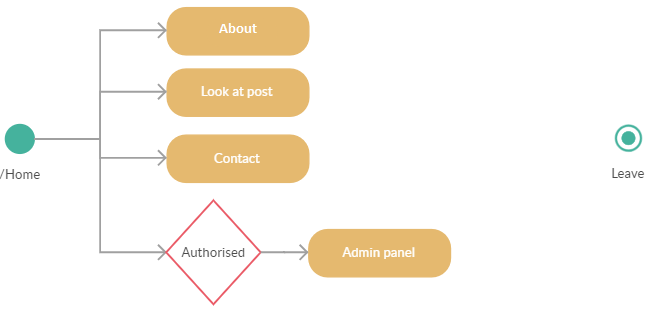 About
Look at post
Contact
/Home
Leave
Authorised
Admin panel